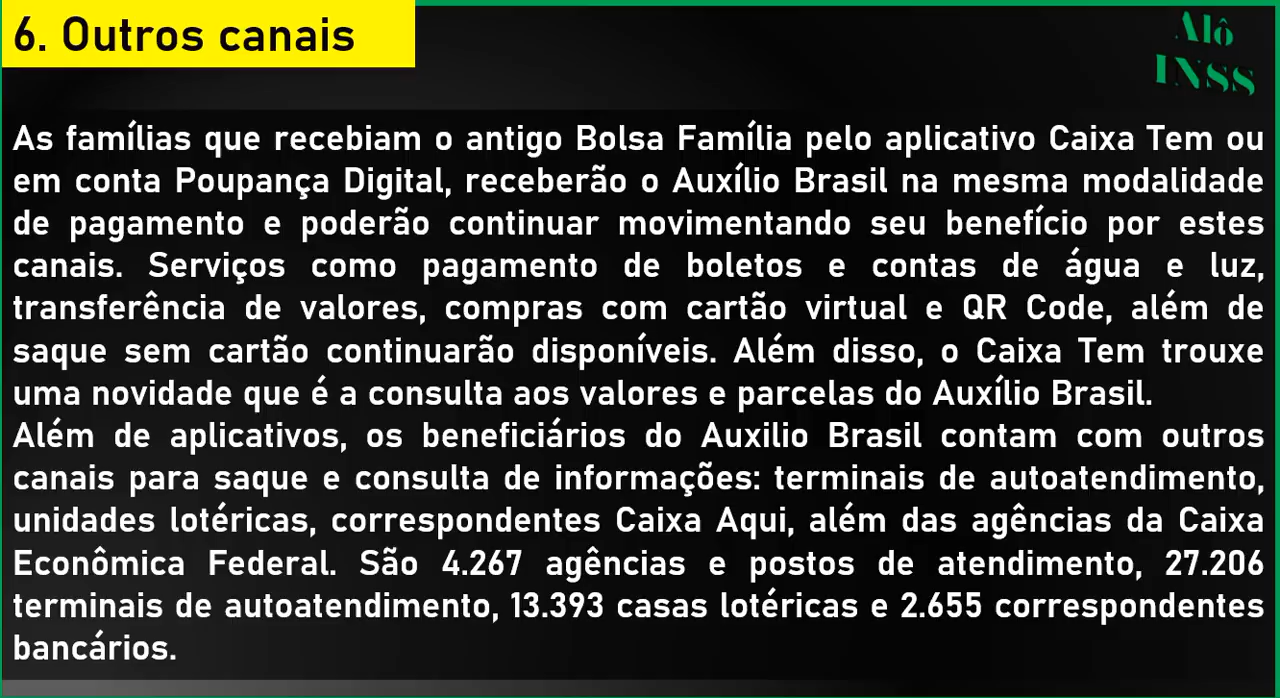 6. Outros canais
Alô
INSS
As famílias que recebiam o antigo Bolsa Família pelo aplicativo Caixa Tem ou
em conta Poupança Digital, receberão o Auxílio Brasil na mesma modalidade
de pagamento e poderão continuar movimentando seu benefício por estes
canais. Serviços como pagamento de boletos e contas de água e luz,
transferência de valores, compras com cartão virtual e QR Code, além de
saque sem cartão continuarão disponíveis. Além disso, o Caixa Tem trouxe
uma novidade que é a consulta aos valores e parcelas do Auxílio Brasil.
Além de aplicativos, os beneficiários do Auxilio Brasil contam com outros
canais para saque e consulta de informações: terminais de autoatendimento,
unidades lotéricas, correspondentes Caixa Aqui, além das agências da Caixa
Econômica Federal. São 4.267 agências e postos de atendimento, 27.206
terminais de autoatendimento, 13.393 casas lotéricas e 2.655 correspondentes
bancários.